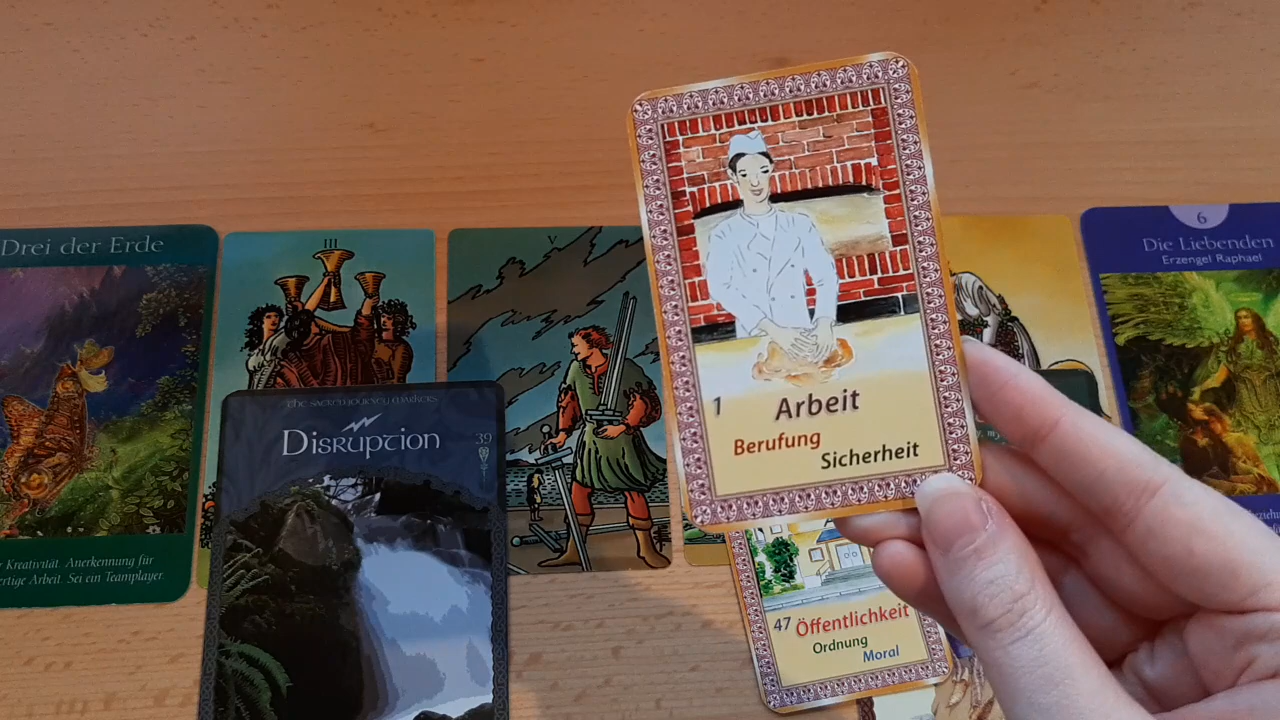 Drei der Erde
Kreativität. Anerkennung für
Arbeit. Sei ein Teamplayer.
III
THE SACRED JOURNEY MARKERS
DISRUPTION
39
V
1
Arbeit
Berufung
Sicherheit
47
Öffentlichkeit
Ordnung
Moral
6
Die Liebenden
Erzengel Raphael